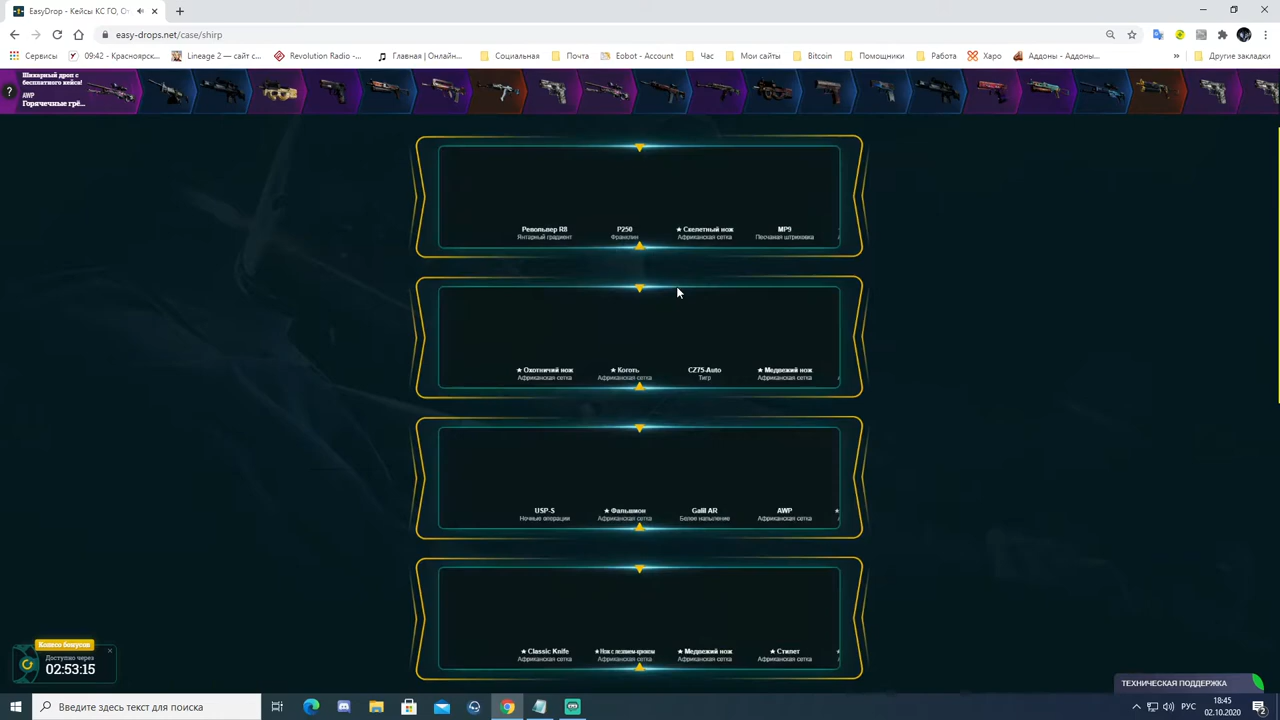 EasyDrop - Кейсы КС ГО, От
easy-drops.net/case/shirp
Сервисы
09:42 - Красноярск...
Lineage 2 — сайт с...
Revolution Radio -...
Главная | Онлайн...
Социальная
Почта
Eobot - Account
Час
Мои сайты
Bitcoin
Помощники
Работа
Харо
Аддоны - Аддоны...
»
Другие закладки
?
Шикарный дроп с
бесплатного кейса!
AWP
Горячечные грё...
Револьвер R8 P250 ★ Скелетный нож MP9
Янтарный градиент Франклин Африканская сетка Песчаная штриховка
★ Охотничий нож ★ Коготь CZ75-Auto ★ Медвежий нож
Африканская сетка Африканская сетка Тигр Африканская сетка
USP-S ★ Фальшион Galil AR AWP
Ночные операции Африканская сетка Белое напыление Африканская сетка
★ Classic Knife ★ Нож с лезвием-крюком ★ Медвежий нож ★ Стилет
Африканская сетка Африканская сетка Африканская сетка Африканская сетка
Колесо бонусов
Доступно через
02:53:15
ТЕХНИЧЕСКАЯ ПОДДЕРЖКА
Введите здесь текст для поиска
РУС
18:45
02.10.2020
2